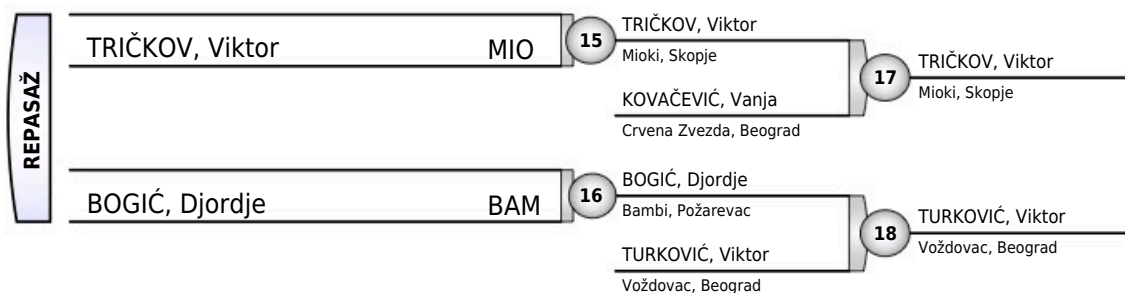 REPASAŽ
TRIČKOV, Viktor MIO
15
TRIČKOV, Viktor
Mioki, Skopje
KOVAČEVIĆ, Vanja
Crvena Zvezda, Beograd
17
TRIČKOV, Viktor
Mioki, Skopje
BOGIĆ, Djordje BAM
16
BOGIĆ, Djordje
Bambi, Požarevac
TURKOVIĆ, Viktor
Voždovac, Beograd
18
TURKOVIĆ, Viktor
Voždovac, Beograd